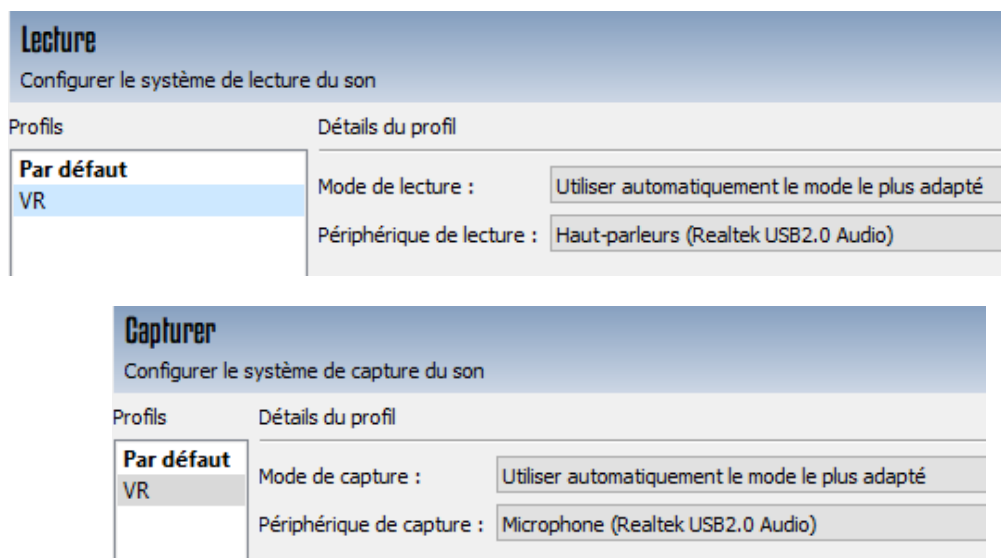 Lecture
Configurer le système de lecture du son
Profils
Détails du profil
Par défaut
VR
Mode de lecture :
Utiliser automatiquement le mode le plus adapté
Périphérique de lecture :
Haut-parleurs (Realtek USB2.0 Audio)
Capturer
Configurer le système de capture du son
Profils
Détails du profil
Par défaut
VR
Mode de capture :
Utiliser automatiquement le mode le plus adapté
Périphérique de capture :
Microphone (Realtek USB2.0 Audio)